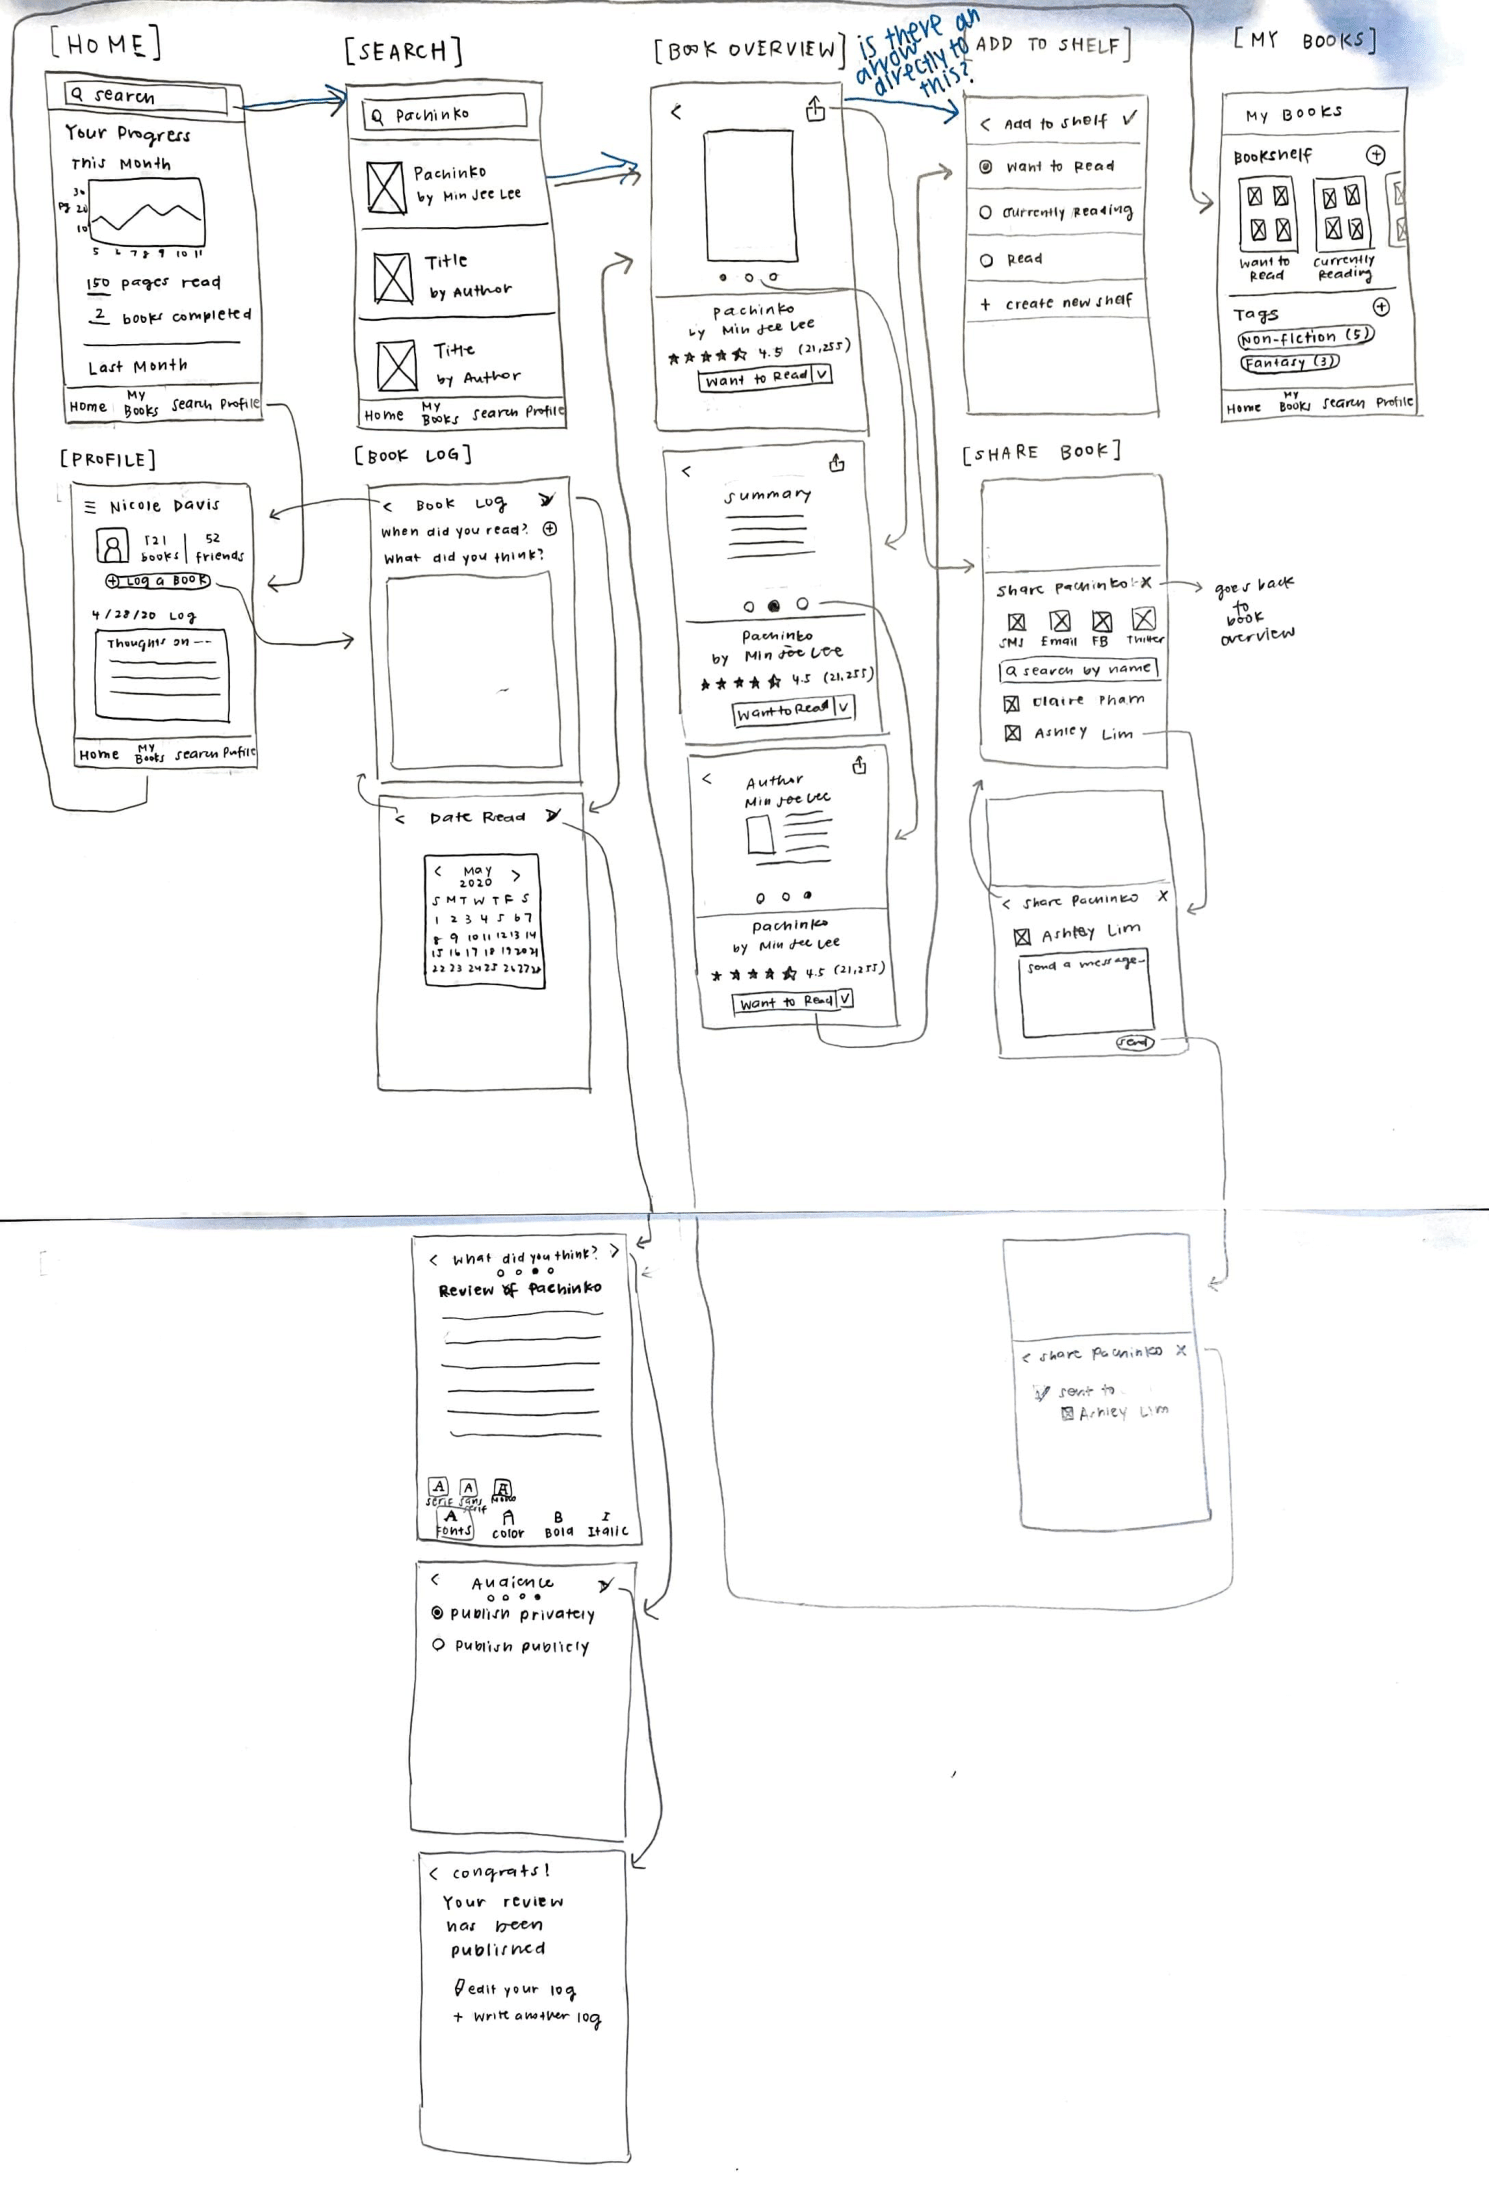 [HOME]
search
Your Progress
This Month
30
Pg 20
10
5 6 7 8 9 10 11
150 pages read
2 books completed
Last Month
Home My Books Search Profile
[SEARCH]
Pachinko
Pachinko
by Min Jee Lee
Title
by Author
Title
by Author
Home My Books Search Profile
[BOOK OVERVIEW]
Pachinko
by Min Jee Lee
4.5 (21,255)
Want to Read
is there an
arrow
directly to
this?
ADD TO SHELF]
< Add to shelf ✓
Want to Read
Currently Reading
Read
+ create new shelf
[MY BOOKS]
My BOOKS
Bookshelf +
Want to Read
Currently Reading
Tags +
Non-fiction (5)
Fantasy (3)
Home My Books Search Profile
[PROFILE]
Nicole Davis
121 books
52 friends
+ Log a Book
4/28/20 Log
Thoughts on --
Home My Books Search Profile
[BOOK LOG]
< Book Log
When did you read? +
What did you think?
< Date Read
< May 2020 >
S M T W T F S
1 2 3 4 5 6 7
8 9 10 11 12 13 14
15 16 17 18 19 20 21
22 23 24 25 26 27 28
<
Summary
Pachinko
by Min Jee Lee
4.5 (21,255)
Want to Read
<
Author
Min Jee Lee
Pachinko
by Min Jee Lee
4.5 (21,255)
Want to Read
[SHARE BOOK]
Share Pachinko! X
SMS Email FB Twitter
search by name
Claire Pham
Ashley Lim
goes back
to
book
overview
< Share Pachinko X
Ashley Lim
Send a message-
send
< What did you think? >
Review of Pachinko
A A A
Serif Sans Serif Mono
A A B I
Fonts Color Bold Italic
< Audience
Publish privately
Publish publicly
< Congrats!
Your review
has been
published
edit your log
+ write another log
< Share Pachinko X
sent to
Ashley Lim